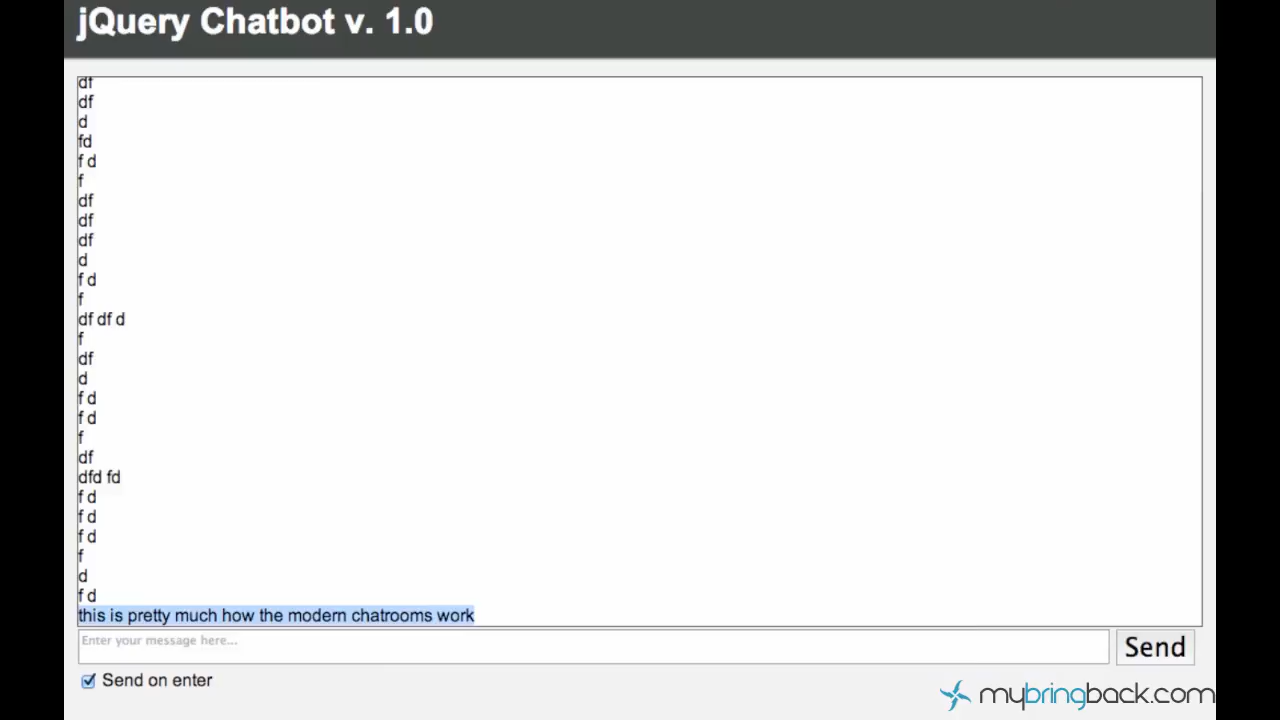 jQuery Chatbot v. 1.0
df
df
d
fd
f d
f
df
df
df
d
f d
f
df df d
f
df
d
f d
f d
f
df
dfd fd
f d
f d
f d
f
d
f d
this is pretty much how the modern chatrooms work
Enter your message here...
Send
Send on enter
mybringback.com